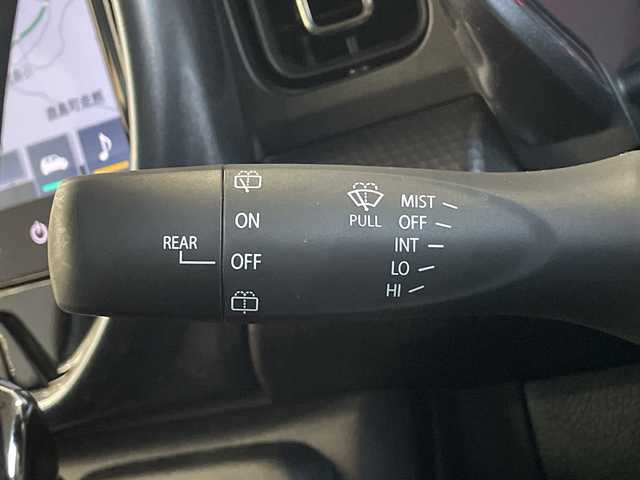 MIST
OFF
INT
LO
HI
PULL
REAR
ON
OFF